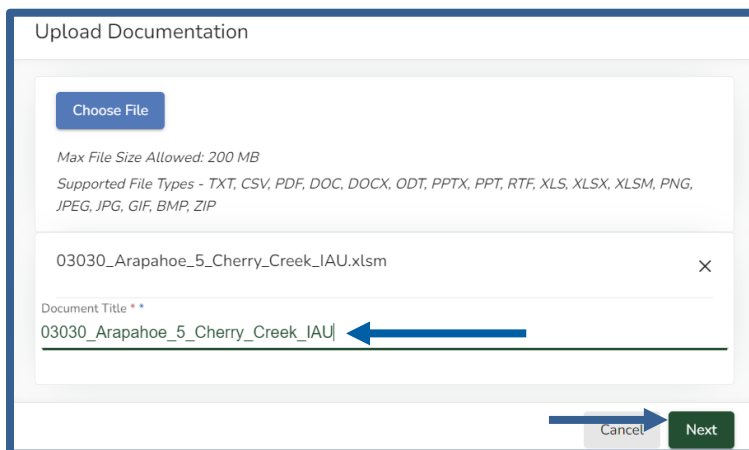 Upload Documentation
Choose File
Max File Size Allowed: 200 MB
Supported File Types - TXT, CSV, PDF, DOC, DOCX, ODT, PPTX, PPT, RTF, XLS, XLSX, XLSM, PNG,
JPEG, JPG, GIF, BMP, ZIP
03030_Arapahoe_5_Cherry_Creek_IAU.xlsm
Document Title * *
03030_Arapahoe_5_Cherry_Creek_IAU
Cancel Next